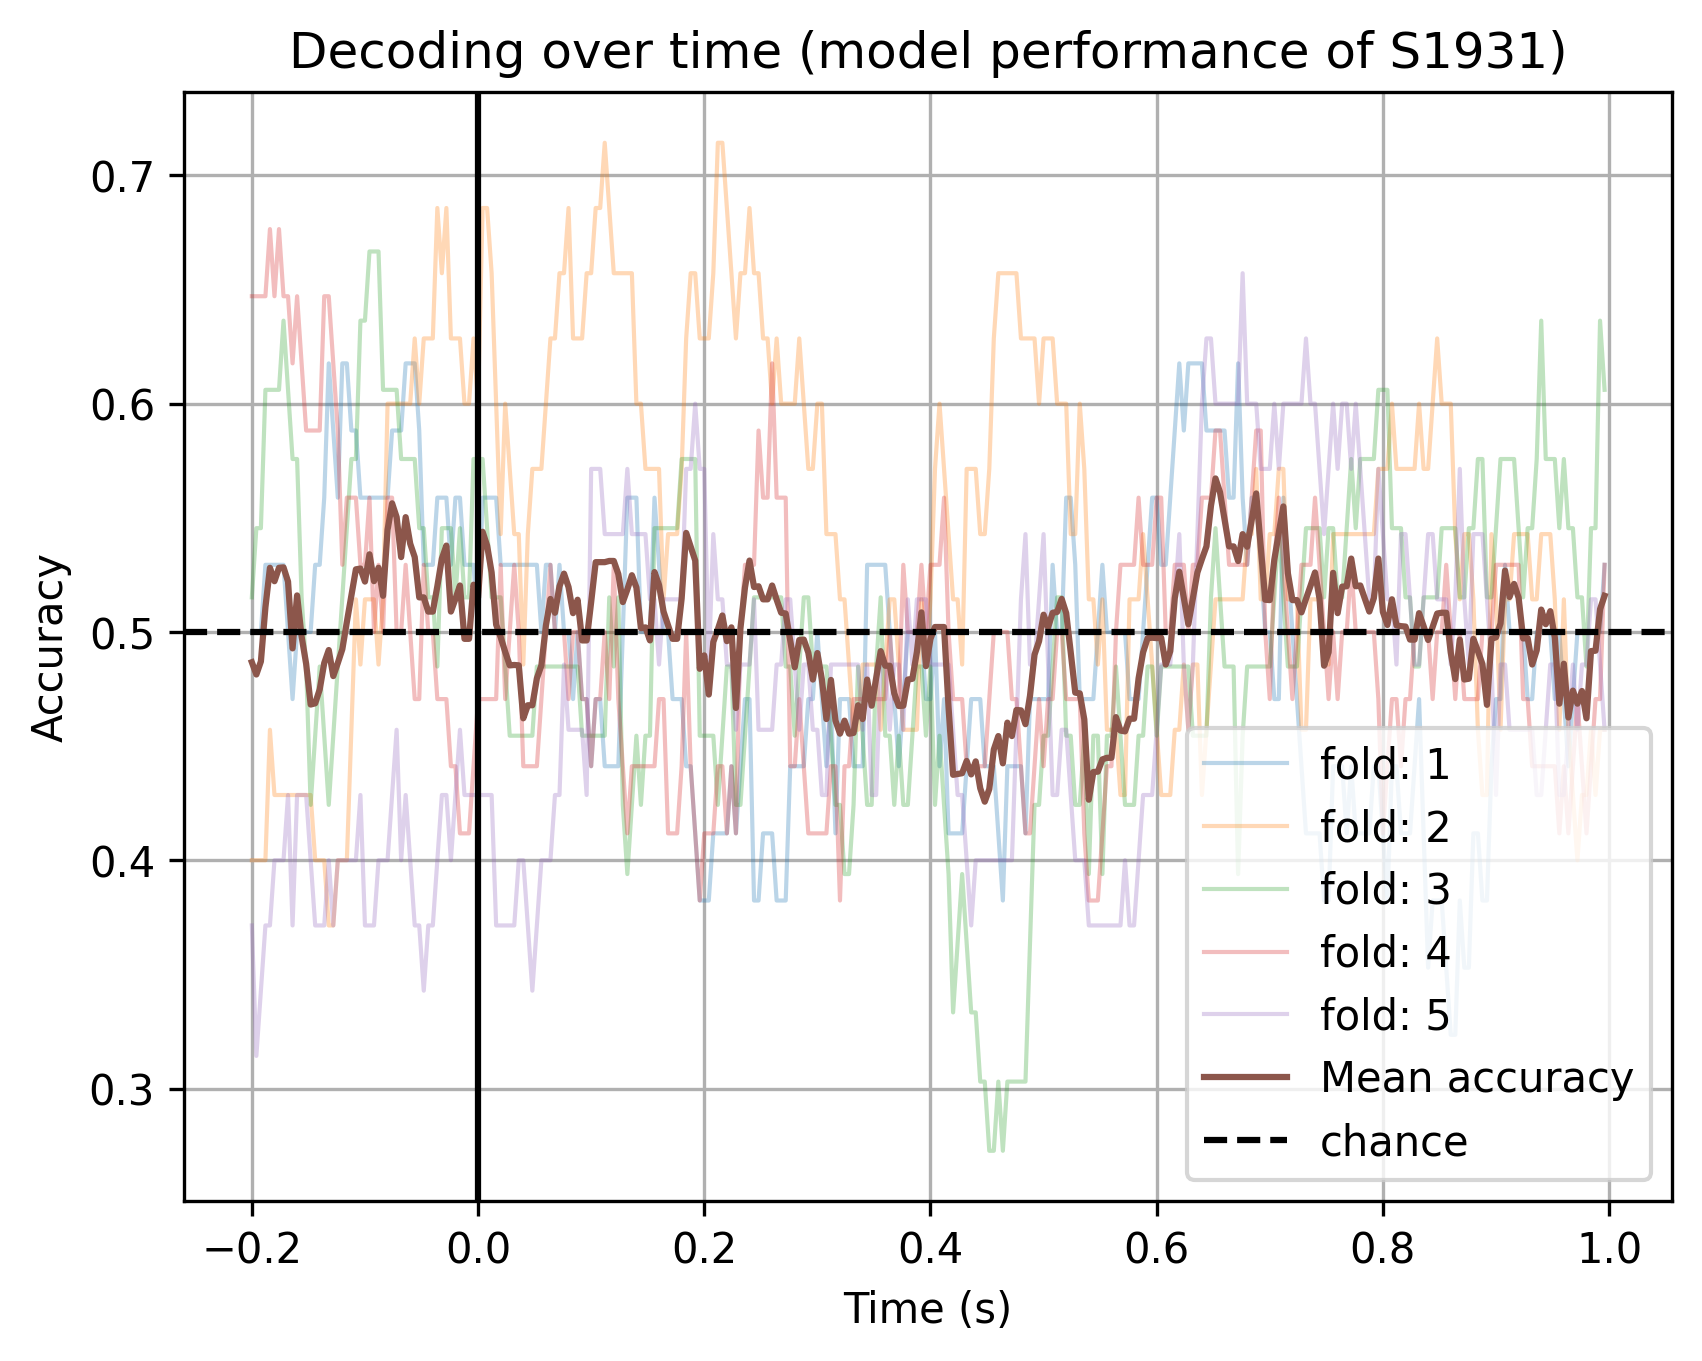 Decoding over time (model performance of S1931)
Accuracy
0.7
0.6
0.5
0.4
0.3
−0.2 0.0 0.2 0.4 0.6 0.8 1.0
Time (s)
fold: 1
fold: 2
fold: 3
fold: 4
fold: 5
Mean accuracy
chance